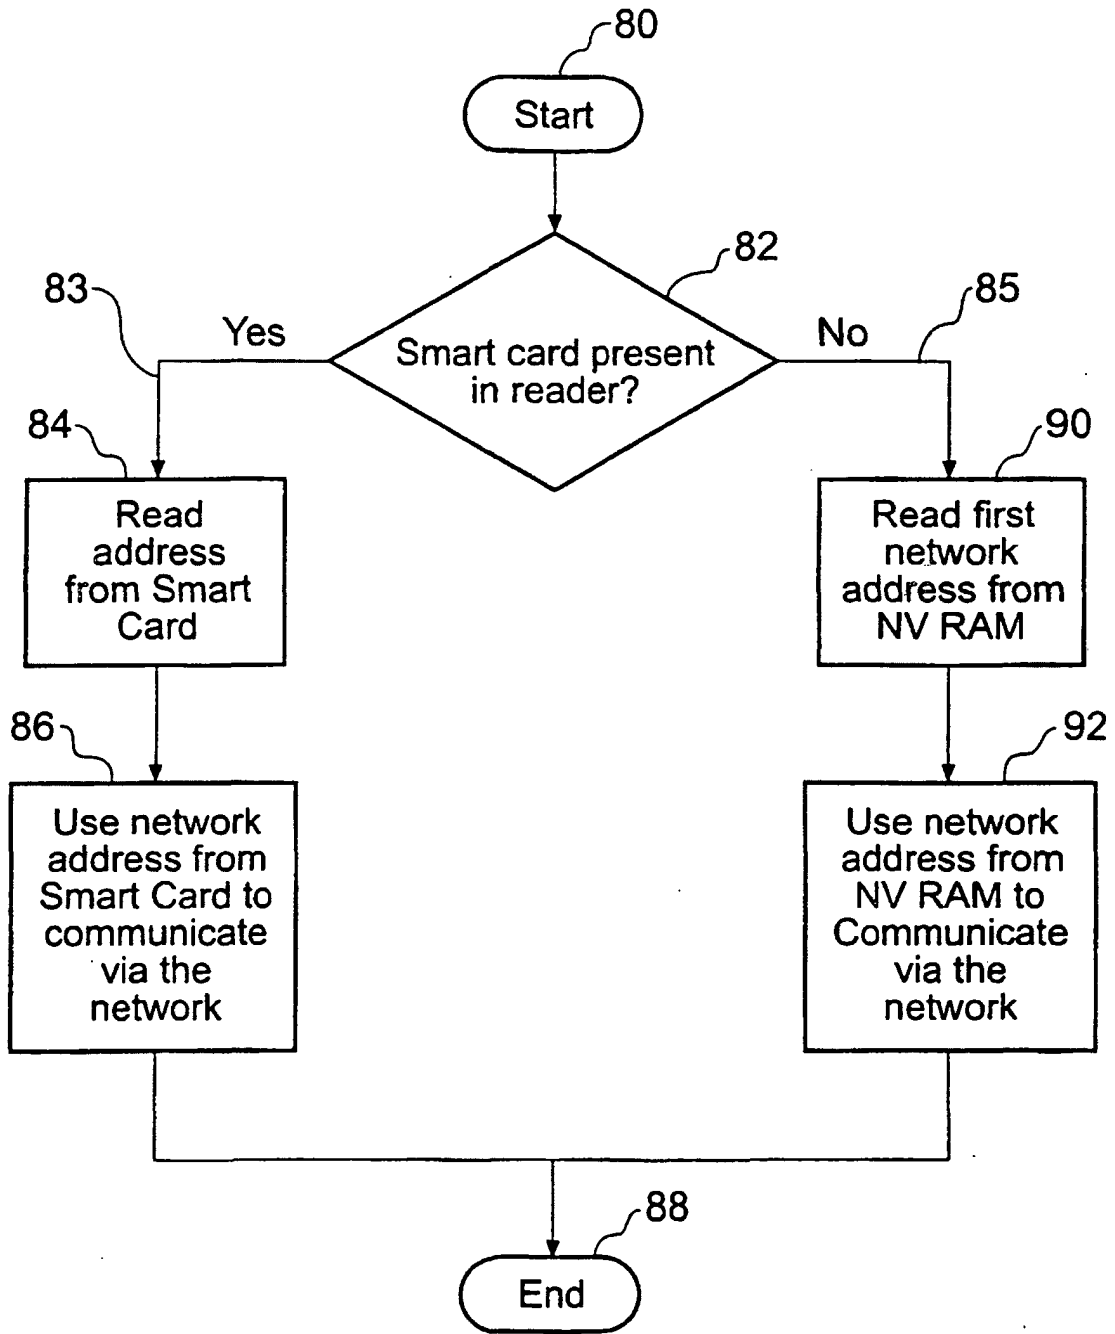 80
Start
82
83
85
Yes
No
Smart card present
in reader?
84
90
Read
address
from Smart
Card
Read first
network
address from
NV RAM
86
92
Use network
address from
Smart Card to
communicate
via the
network
Use network
address from
NV RAM to
Communicate
via the
network
88
End